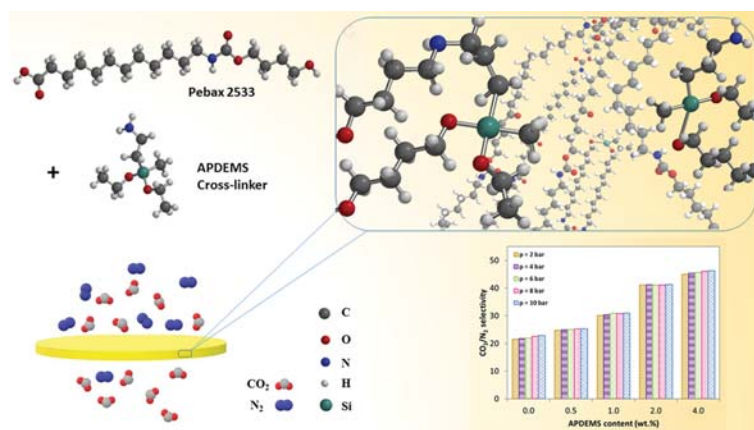 Pebax 2533
+
APDEMS
Cross-linker
CO2
N2
C
O
N
H
Si
CO2/N2 selectivity
50
40
30
20
10
0
p = 2 bar
p = 4 bar
p = 6 bar
p = 8 bar
p = 10 bar
0.0 0.5 1.0 2.0 4.0
APDEMS content (wt.%)